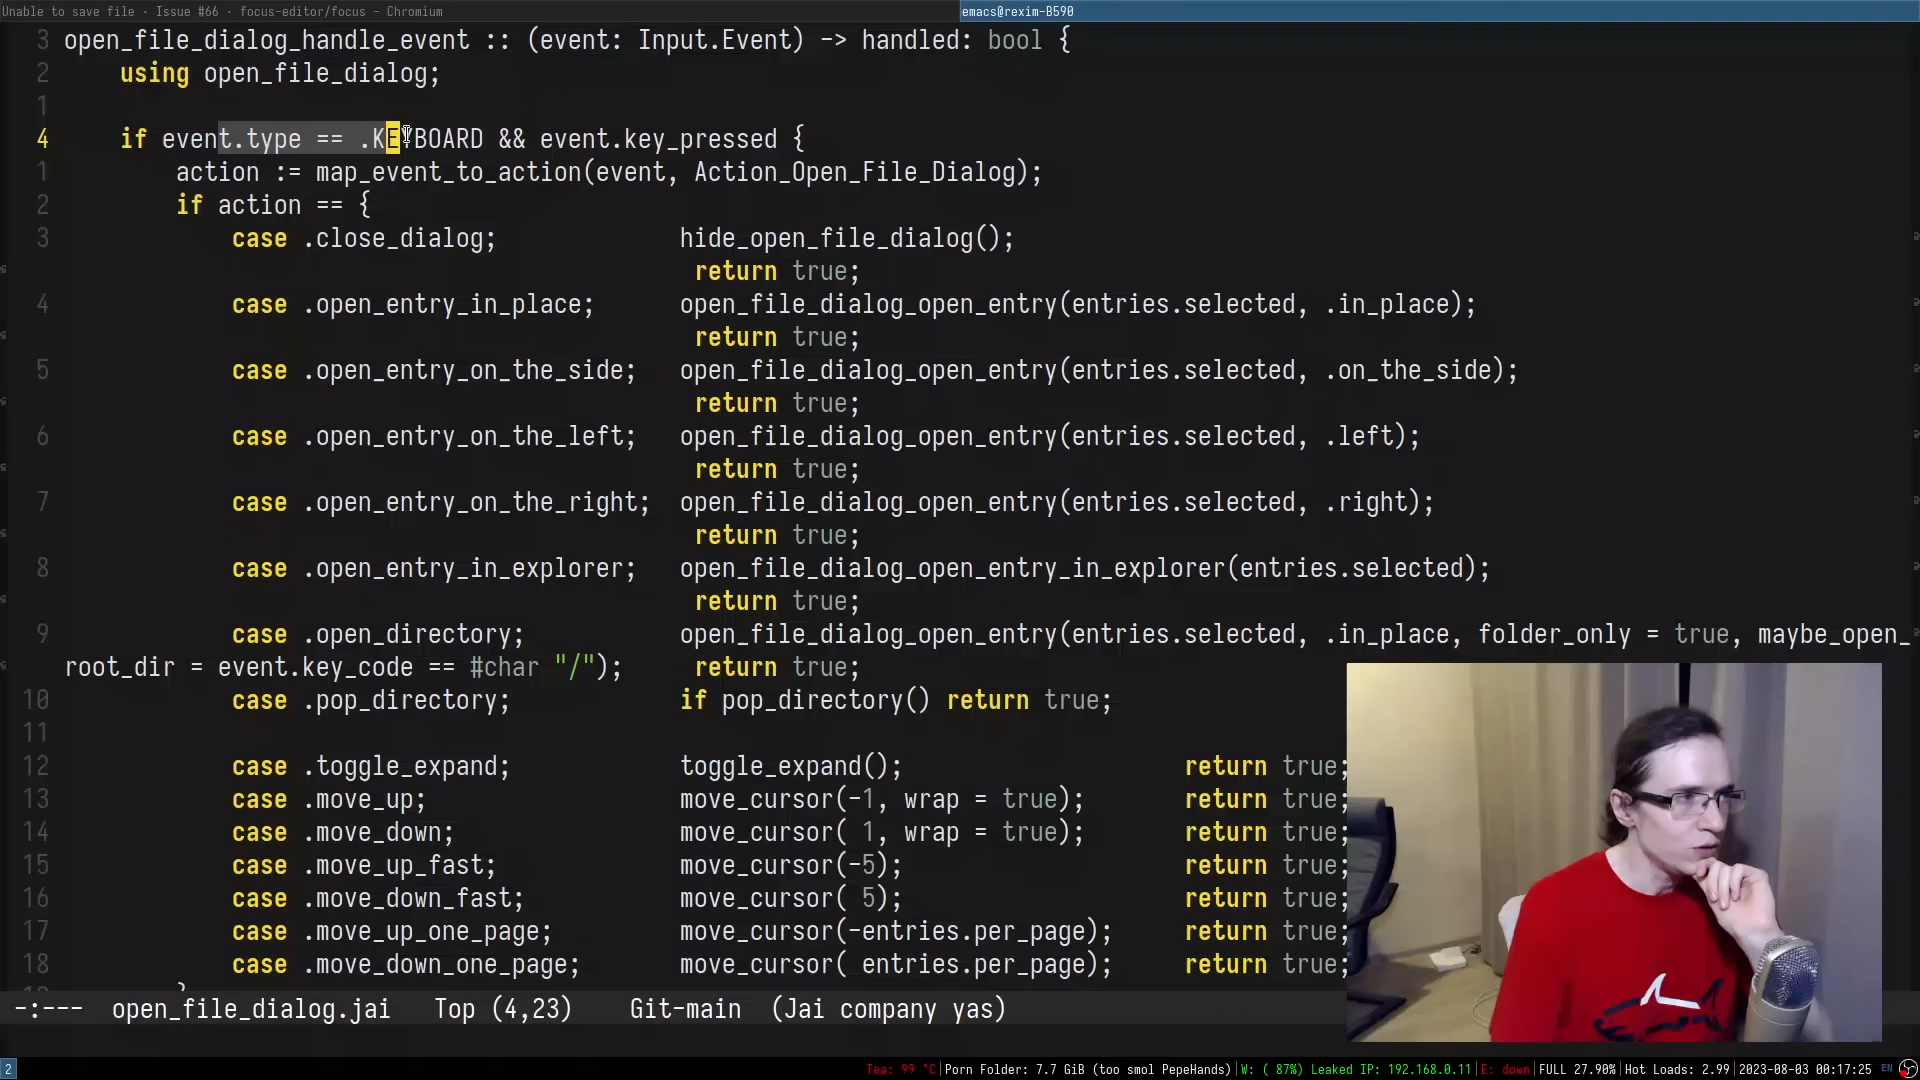 Unable to save file · Issue #66 · focus-editor/focus - Chromium
emacs@rexim-B590
3 open_file_dialog_handle_event :: (event: Input.Event) -> handled: bool {
2 using open_file_dialog;
1
4 if event.type == .KEYBOARD && event.key_pressed {
1 action := map_event_to_action(event, Action_Open_File_Dialog);
2 if action == {
3 case .close_dialog; hide_open_file_dialog();
return true;
4 case .open_entry_in_place; open_file_dialog_open_entry(entries.selected, .in_place);
return true;
5 case .open_entry_on_the_side; open_file_dialog_open_entry(entries.selected, .on_the_side);
return true;
6 case .open_entry_on_the_left; open_file_dialog_open_entry(entries.selected, .left);
return true;
7 case .open_entry_on_the_right; open_file_dialog_open_entry(entries.selected, .right);
return true;
8 case .open_entry_in_explorer; open_file_dialog_open_entry_in_explorer(entries.selected);
return true;
9 case .open_directory; open_file_dialog_open_entry(entries.selected, .in_place, folder_only = true, maybe_open_
root_dir = event.key_code == #char "/"); return true;
10 case .pop_directory; if pop_directory() return true;
11
12 case .toggle_expand; toggle_expand(); return true;
13 case .move_up; move_cursor(-1, wrap = true); return true;
14 case .move_down; move_cursor( 1, wrap = true); return true;
15 case .move_up_fast; move_cursor(-5); return true;
16 case .move_down_fast; move_cursor( 5); return true;
17 case .move_up_one_page; move_cursor(-entries.per_page); return true;
18 case .move_down_one_page; move_cursor( entries.per_page); return true;
-:--- open_file_dialog.jai Top (4,23) Git-main (Jai company yas)
2 Tea: 99 °C|Porn Folder: 7.7 GiB (too smol PepeHands)|W: ( 87%) Leaked IP: 192.168.0.11|E: down|FULL 27.90%|Hot Loads: 2.99|2023-08-03 00:17:25 EN